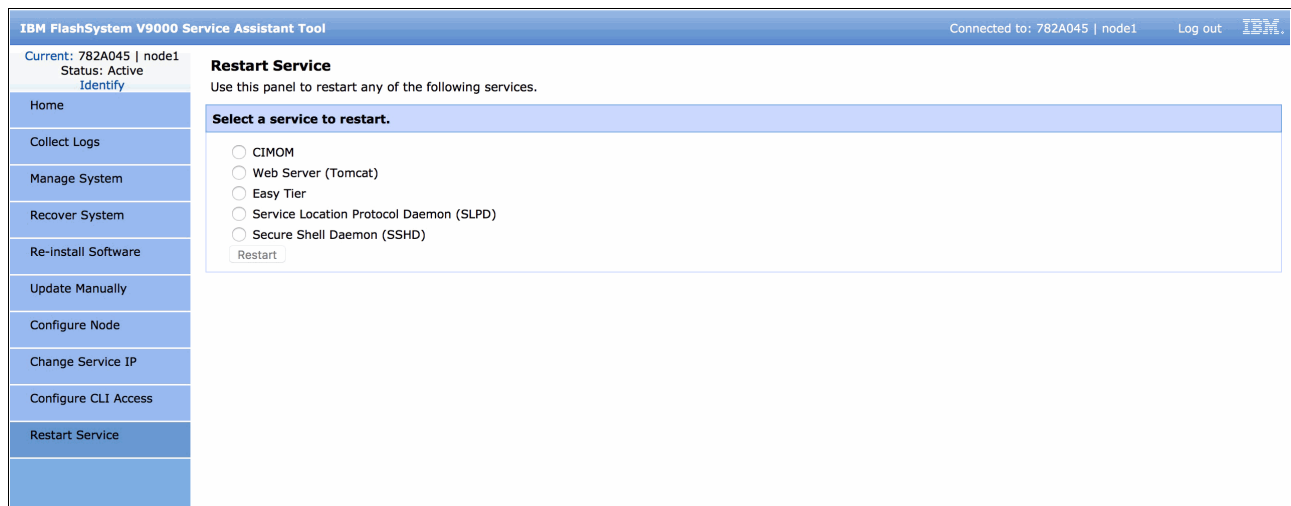 IBM FlashSystem V9000 Service Assistant Tool
Connected to: 782A045 | node1
Log out
IBM.
Current: 782A045 | node1
Status: Active
Identify
Home
Collect Logs
Manage System
Recover System
Re-install Software
Update Manually
Configure Node
Change Service IP
Configure CLI Access
Restart Service
Restart Service
Use this panel to restart any of the following services.
Select a service to restart.
CIMOM
Web Server (Tomcat)
Easy Tier
Service Location Protocol Daemon (SLPD)
Secure Shell Daemon (SSHD)
Restart